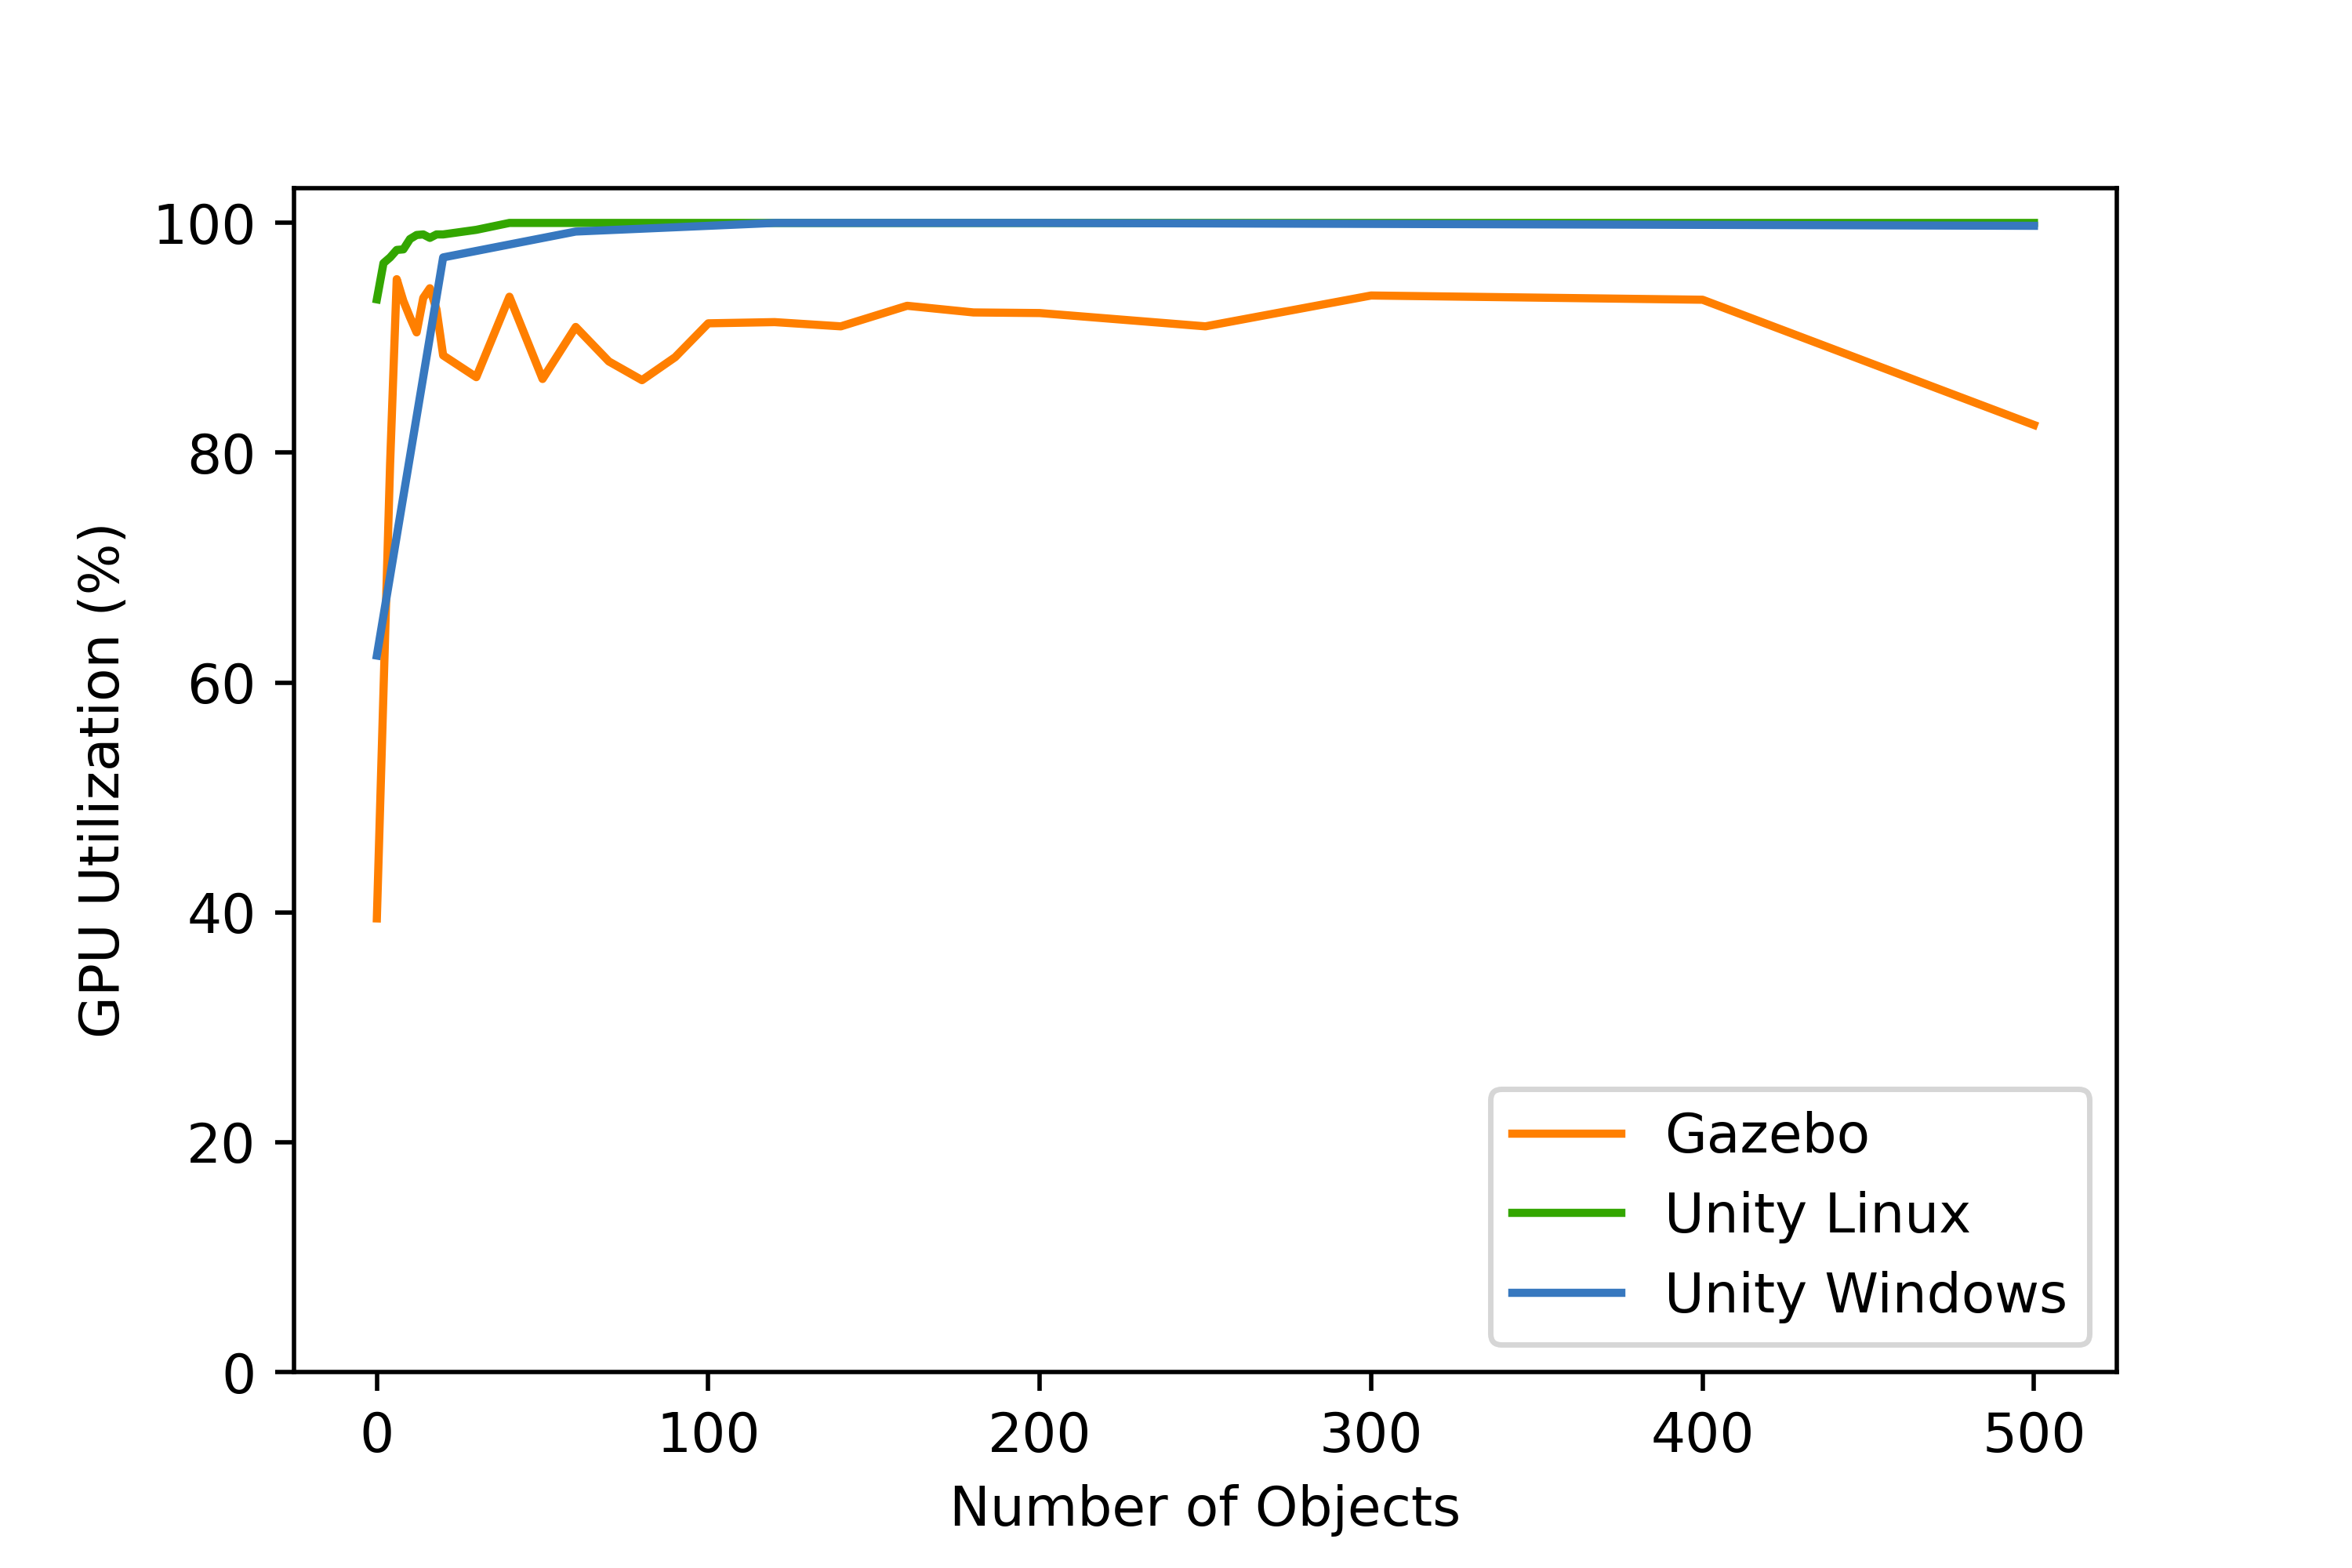 100
80
60
40
20
0
GPU Utilization (%)
0 100 200 300 400 500
Number of Objects
Gazebo
Unity Linux
Unity Windows